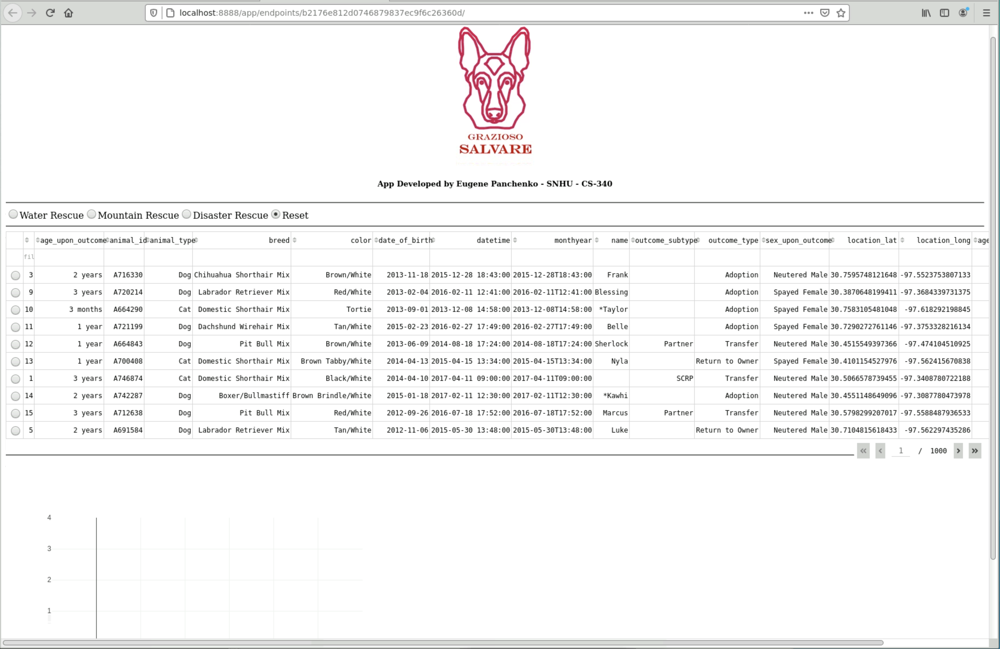 localhost:8888/app/endpoints/b2176e812d0746879837ec9f6c26360d/
GRAZIOSO
SALVARE
App Developed by Eugene Panchenko - SNHU - CS-340
Water Rescue Mountain Rescue Disaster Rescue Reset
age_upon_outcome animal_id animal_type breed color date_of_birth datetime monthyear name outcome_subtype outcome_type sex_upon_outcome location_lat location_long age
fil
3 2 years A716330 Dog Chihuahua Shorthair Mix Brown/White 2013-11-18 2015-12-28 18:43:00 2015-12-28T18:43:00 Frank Adoption Neutered Male 30.7595748121648 -97.5523753807133
9 3 years A720214 Dog Labrador Retriever Mix Red/White 2013-02-04 2016-02-11 12:41:00 2016-02-11T12:41:00 Blessing Adoption Spayed Female 30.3870648199411 -97.3684339731375
10 3 months A664290 Cat Domestic Shorthair Mix Tortie 2013-09-01 2013-12-08 14:58:00 2013-12-08T14:58:00 *Taylor Adoption Spayed Female 30.7583105481048 -97.618292198845
11 1 year A721199 Dog Dachshund Wirehair Mix Tan/White 2015-02-23 2016-02-27 17:49:00 2016-02-27T17:49:00 Belle Adoption Spayed Female 30.7290272761146 -97.3753328216134
12 1 year A664843 Dog Pit Bull Mix Brown/White 2013-06-09 2014-08-18 17:24:00 2014-08-18T17:24:00 Sherlock Partner Transfer Neutered Male 30.4515549397366 -97.474104510925
13 1 year A700408 Cat Domestic Shorthair Mix Brown Tabby/White 2014-04-13 2015-04-15 13:34:00 2015-04-15T13:34:00 Nyla Return to Owner Spayed Female 30.4101154527976 -97.562415670838
1 3 years A746874 Cat Domestic Shorthair Mix Black/White 2014-04-10 2017-04-11 09:00:00 2017-04-11T09:00:00 SCRP Transfer Neutered Male 30.5066578739455 -97.3408780722188
14 2 years A742287 Dog Boxer/Bullmastiff Brown Brindle/White 2015-01-18 2017-02-11 12:30:00 2017-02-11T12:30:00 *Kawhi Adoption Neutered Male 30.4551148649096 -97.3087780473978
15 3 years A712638 Dog Pit Bull Mix Red/White 2012-09-26 2016-07-18 17:52:00 2016-07-18T17:52:00 Marcus Partner Transfer Neutered Male 30.5798299207017 -97.5588487936533
5 2 years A691584 Dog Labrador Retriever Mix Tan/White 2012-11-06 2015-05-30 13:48:00 2015-05-30T13:48:00 Luke Return to Owner Neutered Male 30.7104815618433 -97.562297435286
« ‹ 1 / 1000 › »
4
3
2
1